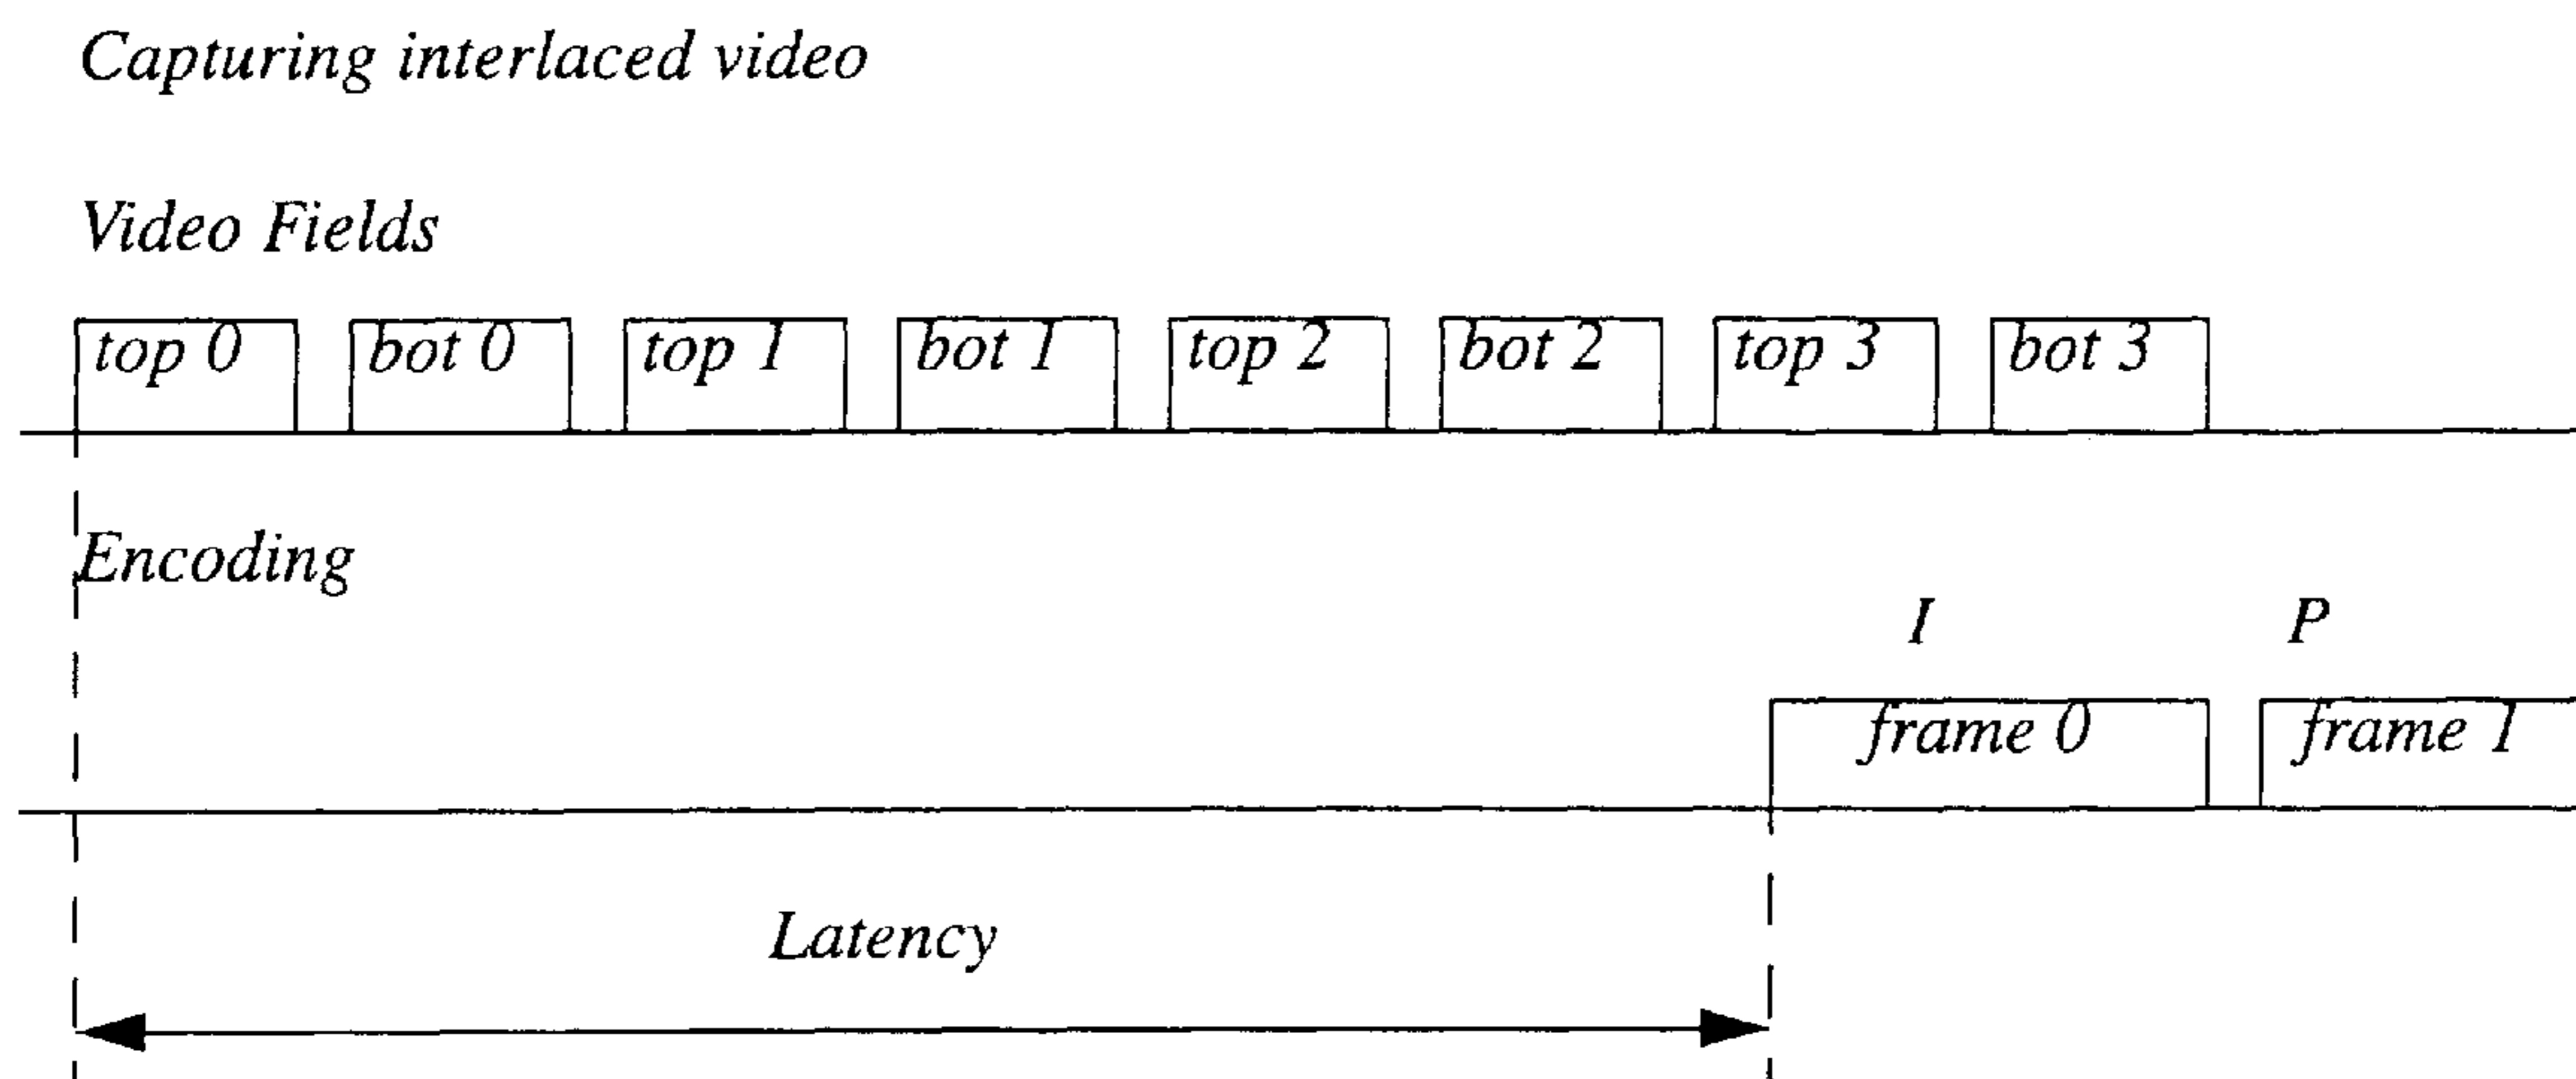 Capturing interlaced video
Video Fields
top 0 bot 0 top 1 bot 1 top 2 bot 2 top 3 bot 3
Encoding
I P
frame 0 frame 1
Latency